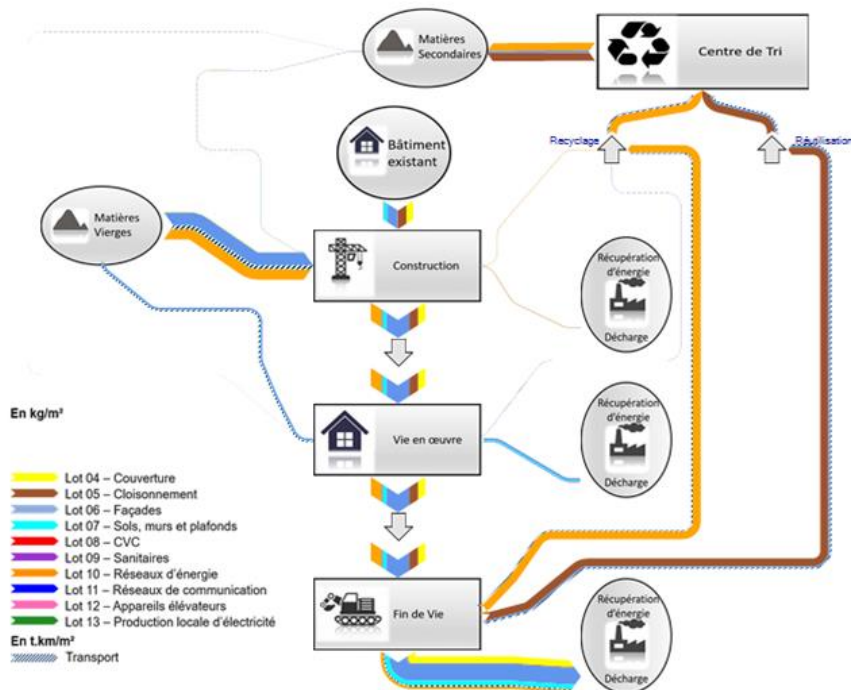 Matières
Secondaires
Centre de Tri
Recyclage
Réutilisation
Bâtiment
existant
Matières
Vierges
Construction
Récupération
d'énergie
Décharge
En kg/m²
Vie en œuvre
Récupération
d'énergie
Décharge
Lot 04 – Couverture
Lot 05 – Cloisonnement
Lot 06 – Façades
Lot 07 – Sols, murs et plafonds
Lot 08 – CVC
Lot 09 – Sanitaires
Lot 10 – Réseaux d'énergie
Lot 11 – Réseaux de communication
Lot 12 – Appareils élévateurs
Lot 13 – Production locale d'électricité
En t.km/m²
Transport
Fin de Vie
Récupération
d'énergie
Décharge